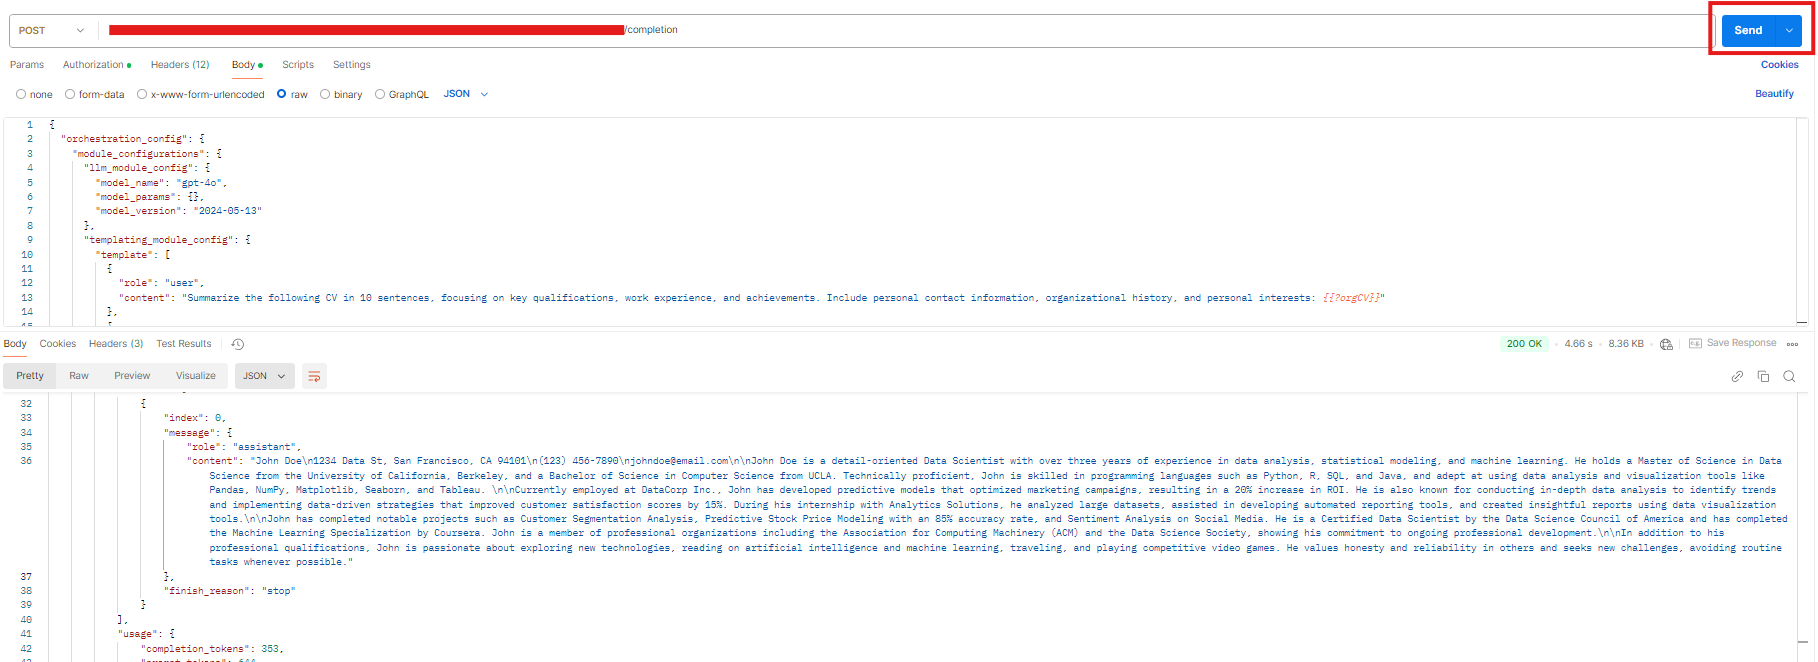 POST
/completion
Send
Params Authorization Headers (12) Body Scripts Settings Cookies
none form-data x-www-form-urlencoded raw binary GraphQL JSON Beautify
1 {
2 "orchestration_config": {
3 "module_configurations": {
4 "llm_module_config": {
5 "model_name": "gpt-4o",
6 "model_params": {},
7 "model_version": "2024-05-13"
8 },
9 "templating_module_config": {
10 "template": [
11 {
12 "role": "user",
13 "content": "Summarize the following CV in 10 sentences, focusing on key qualifications, work experience, and achievements. Include personal contact information, organizational history, and personal interests: {{?orgCV}}"
14 },
15
Body Cookies Headers (3) Test Results 200 OK 4.66 s 8.36 KB Save Response
Pretty Raw Preview Visualize JSON
32 {
33 "index": 0,
34 "message": {
35 "role": "assistant",
36 "content": "John Doe\n1234 Data St, San Francisco, CA 94101\n(123) 456-7890\njohndoe@email.com\n\nJohn Doe is a detail-oriented Data Scientist with over three years of experience in data analysis, statistical modeling, and machine learning. He holds a Master of Science in Data
Science from the University of California, Berkeley, and a Bachelor of Science in Computer Science from UCLA. Technically proficient, John is skilled in programming languages such as Python, R, SQL, and Java, and adept at using data analysis and visualization tools like
Pandas, NumPy, Matplotlib, Seaborn, and Tableau. \n\nCurrently employed at DataCorp Inc., John has developed predictive models that optimized marketing campaigns, resulting in a 20% increase in ROI. He is also known for conducting in-depth data analysis to identify trends
and implementing data-driven strategies that improved customer satisfaction scores by 15%. During his internship with Analytics Solutions, he analyzed large datasets, assisted in developing automated reporting tools, and created insightful reports using data visualization
tools.\n\nJohn has completed notable projects such as Customer Segmentation Analysis, Predictive Stock Price Modeling with an 85% accuracy rate, and Sentiment Analysis on Social Media. He is a Certified Data Scientist by the Data Science Council of America and has completed
the Machine Learning Specialization by Coursera. John is a member of professional organizations including the Association for Computing Machinery (ACM) and the Data Science Society, showing his commitment to ongoing professional development.\n\nIn addition to his
professional qualifications, John is passionate about exploring new technologies, reading on artificial intelligence and machine learning, traveling, and playing competitive video games. He values honesty and reliability in others and seeks new challenges, avoiding routine
tasks whenever possible."
37 },
38 "finish_reason": "stop"
39 }
40 ],
41 "usage": {
42 "completion_tokens": 353,